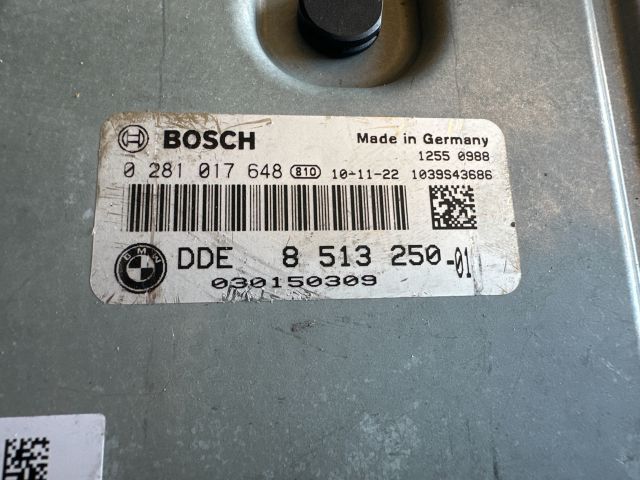 BOSCH Made in Germany
1255 0988
0 281 017 648 810 10-11-22 1039S43686
BMW DDE 8 513 250-01
030150309